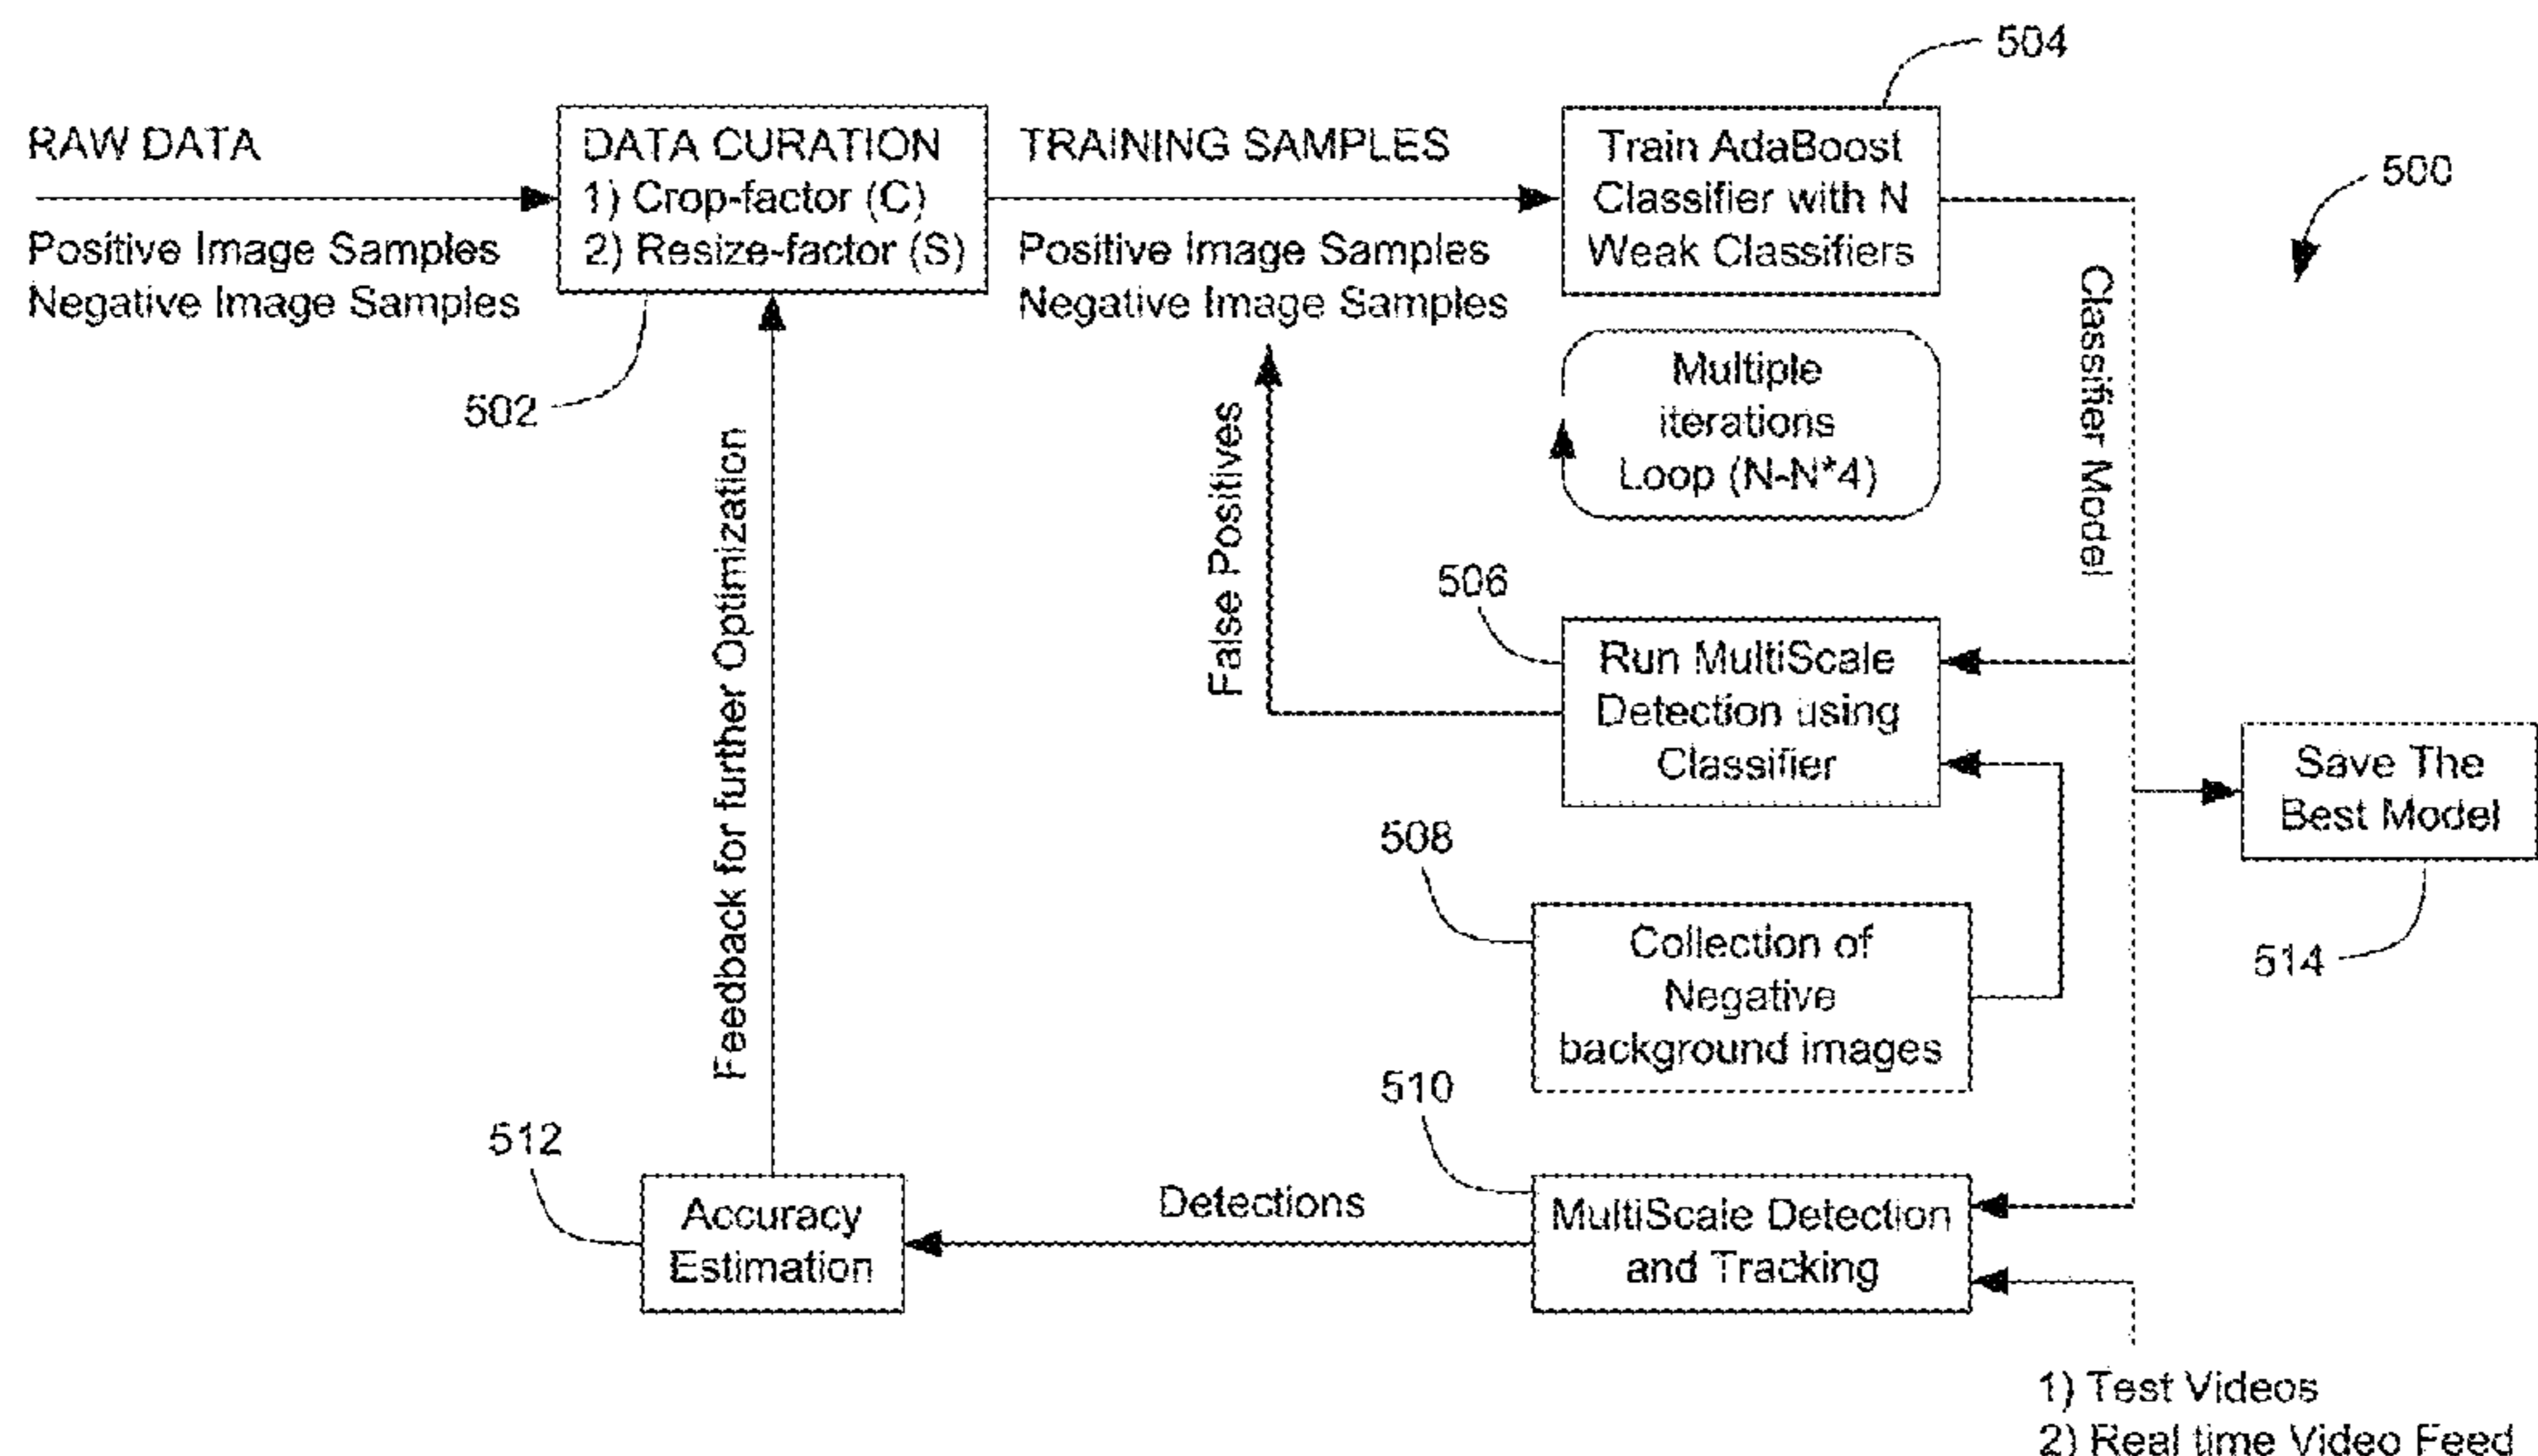 504
RAW DATA
Positive Image Samples
Negative Image Samples
DATA CURATION
1) Crop-factor (C)
2) Resize-factor (S)
502
TRAINING SAMPLES
Positive Image Samples
Negative Image Samples
Train AdaBoost
Classifier with N
Weak Classifiers
500
Multiple
iterations
Loop (N-N*4)
Classifier Model
False Positives
Feedback for further Optimization
506
Run MultiScale
Detection using
Classifier
Save The
Best Model
514
508
Collection of
Negative
background images
510
MultiScale Detection
and Tracking
Detections
512
Accuracy
Estimation
1) Test Videos
2) Real time Video Feed